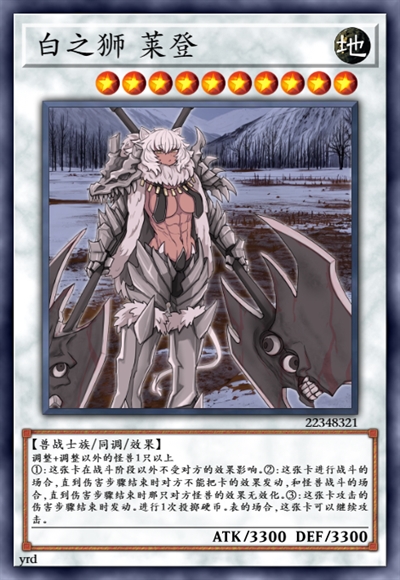 白之狮 莱登
地
22348321
【兽战士族/同调/效果】
调整+调整以外的怪兽1只以上
①:这张卡在战斗阶段以外不受对方的效果影响。②:这张卡进行战斗的
场合,直到伤害步骤结束时对方不能把卡的效果发动,和怪兽战斗的场
合,直到伤害步骤结束时那只对方怪兽的效果无效化。③:这张卡攻击的
伤害步骤结束时发动。进行1次投掷硬币。表的场合,这张卡可以继续攻
击。
ATK/3300 DEF/3300
yrd